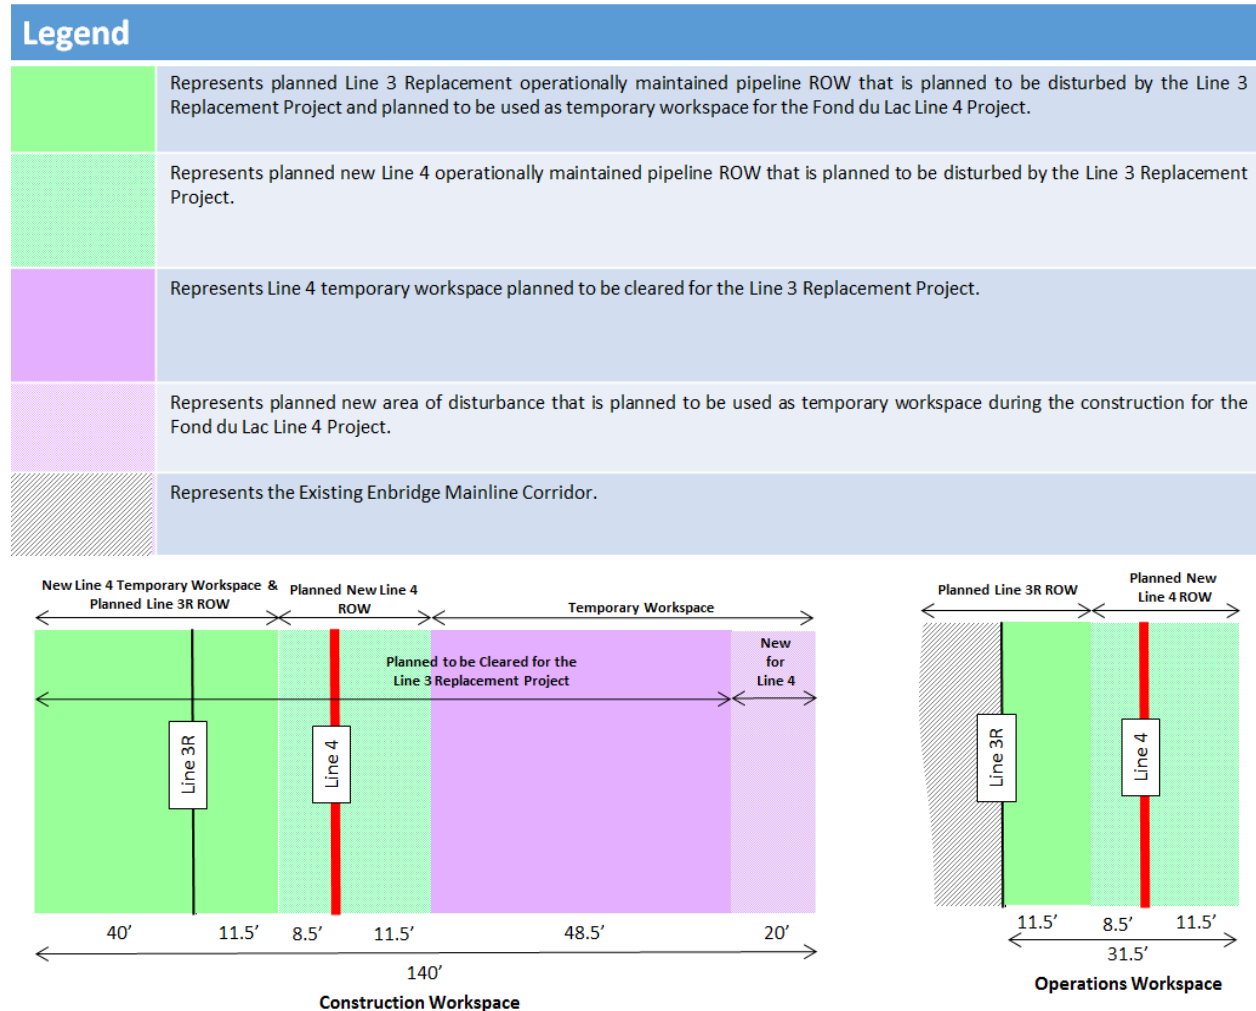 Legend
Represents planned Line 3 Replacement operationally maintained pipeline ROW that is planned to be disturbed by the Line 3
Replacement Project and planned to be used as temporary workspace for the Fond du Lac Line 4 Project.
Represents planned new Line 4 operationally maintained pipeline ROW that is planned to be disturbed by the Line 3 Replacement
Project.
Represents Line 4 temporary workspace planned to be cleared for the Line 3 Replacement Project.
Represents planned new area of disturbance that is planned to be used as temporary workspace during the construction for the
Fond du Lac Line 4 Project.
Represents the Existing Enbridge Mainline Corridor.
New Line 4 Temporary Workspace &
Planned Line 3R ROW
Planned New Line 4
ROW
Temporary Workspace
Planned to be Cleared for the
Line 3 Replacement Project
New
for
Line 4
Line 3R
Line 4
40’ 11.5’ 8.5’ 11.5’ 48.5’ 20’
140’
Construction Workspace
Planned Line 3R ROW
Planned New
Line 4 ROW
Line 3R
Line 4
11.5’ 8.5’ 11.5’
31.5’
Operations Workspace